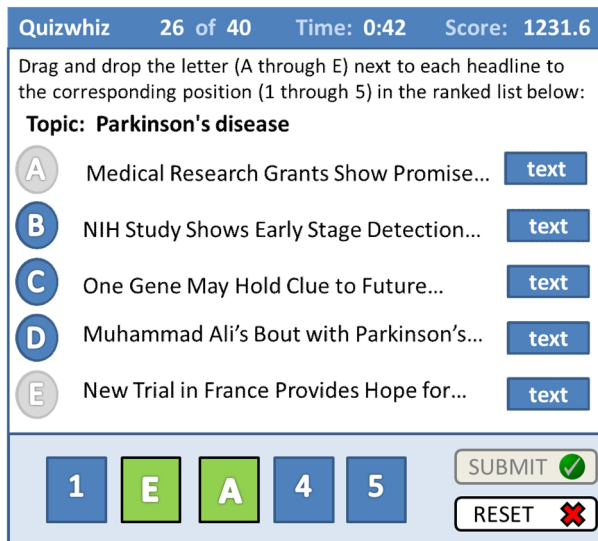 Quizwhiz 26 of 40 Time: 0:42 Score: 1231.6
Drag and drop the letter (A through E) next to each headline to
the corresponding position (1 through 5) in the ranked list below:
Topic: Parkinson's disease
A Medical Research Grants Show Promise... text
B NIH Study Shows Early Stage Detection... text
C One Gene May Hold Clue to Future... text
D Muhammad Ali’s Bout with Parkinson’s... text
E New Trial in France Provides Hope for... text
1 E A 4 5
SUBMIT
RESET